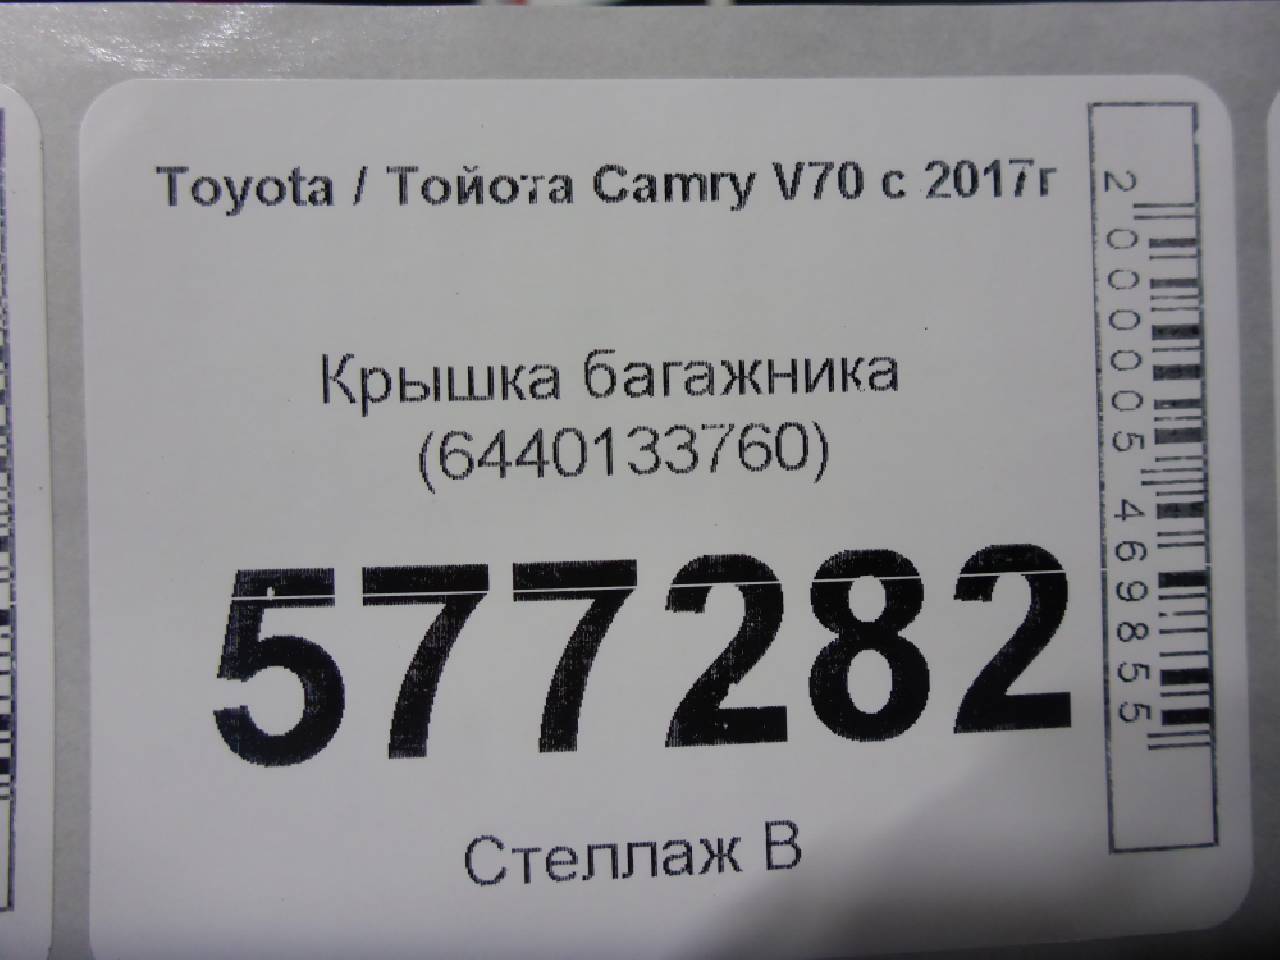 Toyota / Тойота Camry V70 с 2017г
Крышка багажника
(6440133760)
577282
Стеллаж В
2000005469855